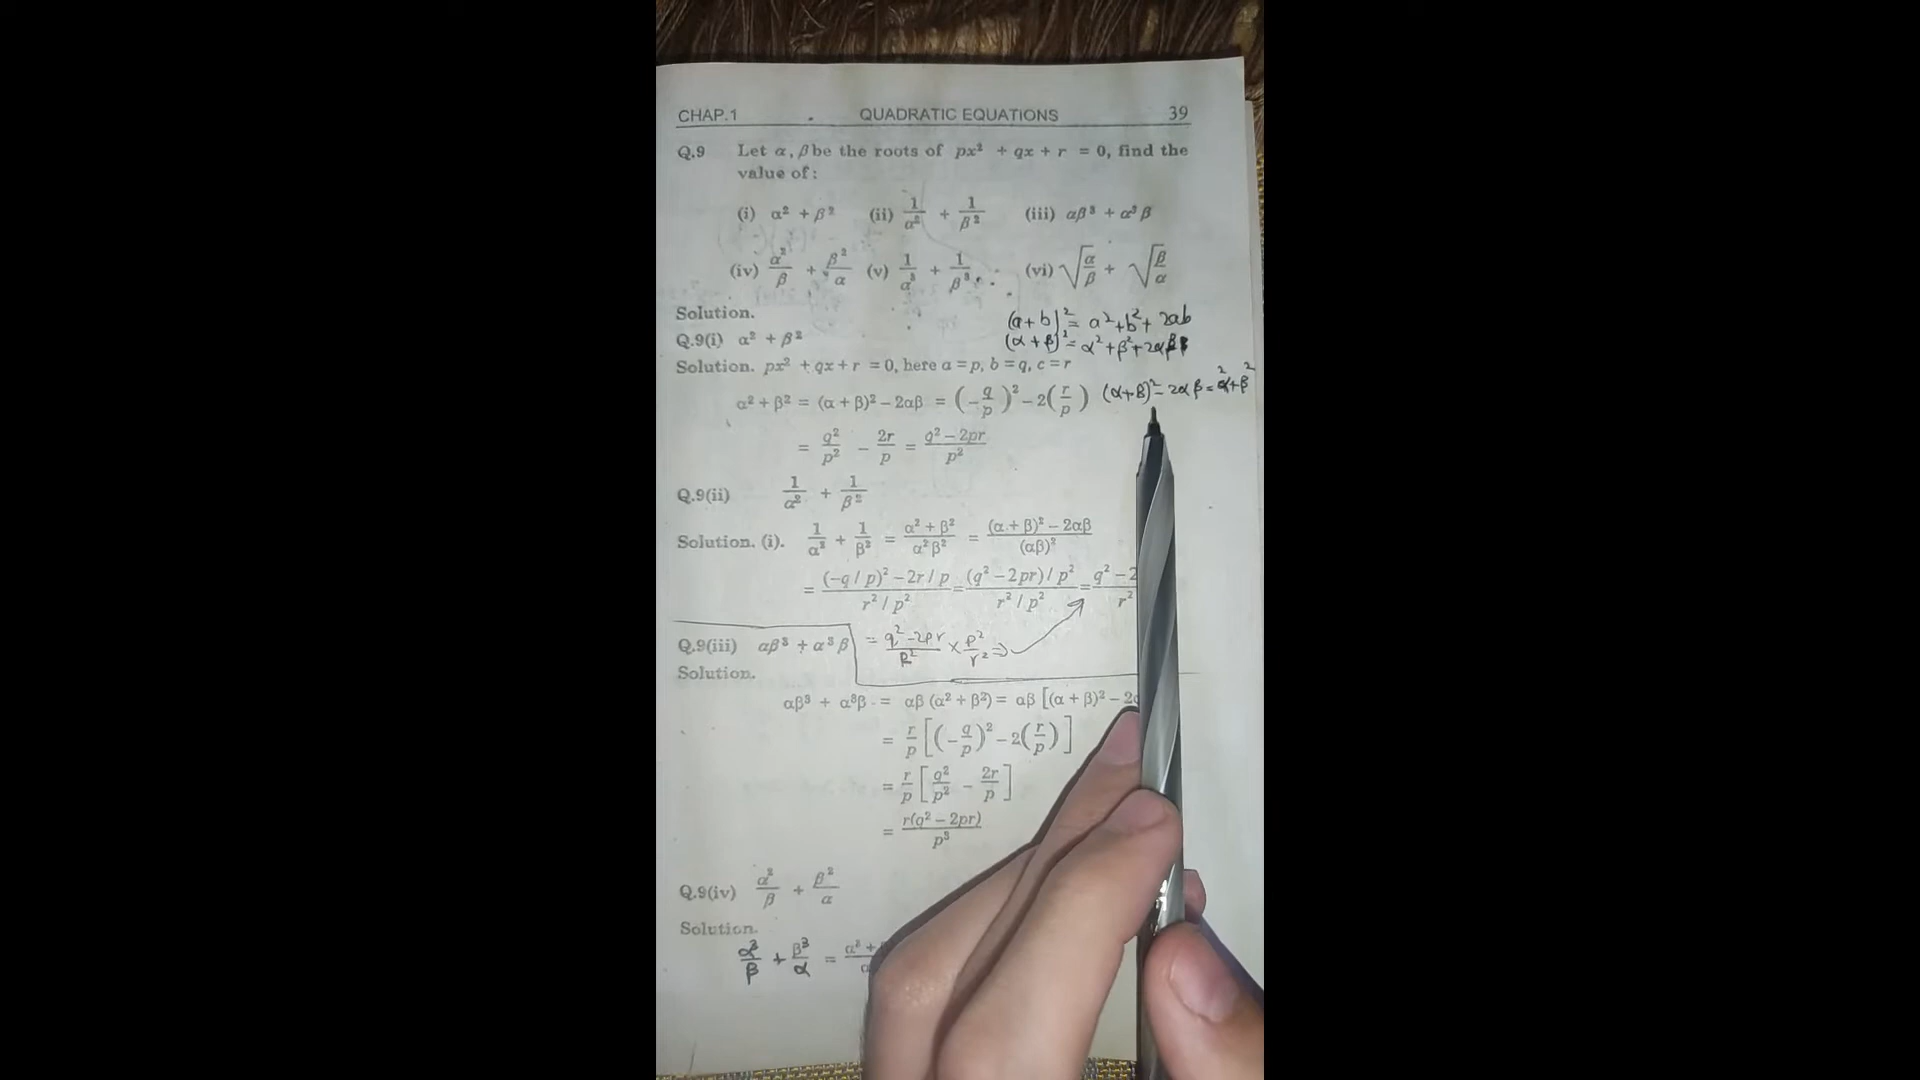 CHAP.1 QUADRATIC EQUATIONS 39
Q.9 Let α, β be the roots of px² + qx + r = 0, find the
value of:
(i) α² + β² (ii) 1/α² + 1/β² (iii) αβ³ + α³β
(iv) α²/β + β²/α (v) 1/α³ + 1/β³ (vi) √(α/β) + √(β/α)
Solution.
(a+b)² = a²+b²+2ab
Q.9(i) α² + β²
(α+β)² = α²+β²+2αβ
Solution. px² + qx + r = 0, here a = p, b = q, c = r
α² + β² = (α + β)² – 2αβ = (–q/p)² – 2(r/p) (α+β)² – 2αβ = α²+β²
= q²/p² – 2r/p = (q² – 2pr)/p²
Q.9(ii) 1/α² + 1/β²
Solution. (i). 1/α² + 1/β² = (α² + β²)/(α²β²) = ((α + β)² – 2αβ)/(αβ)²
= ((–q / p)² – 2r / p)/(r² / p²) = ((q² – 2pr) / p²)/(r² / p²) = (q² – 2)/(r²)
Q.9(iii) αβ³ + α³β = (q² – 2pr)/p² × p²/r² ⇒
Solution.
αβ³ + α³β = αβ (α² + β²) = αβ [(α + β)² – 2
= r/p [(–q/p)² – 2(r/p)]
= r/p [q²/p² – 2r/p]
= r(q² – 2pr)/p³
Q.9(iv) α²/β + β²/α
Solution.
α²/β + β²/α = α³ +